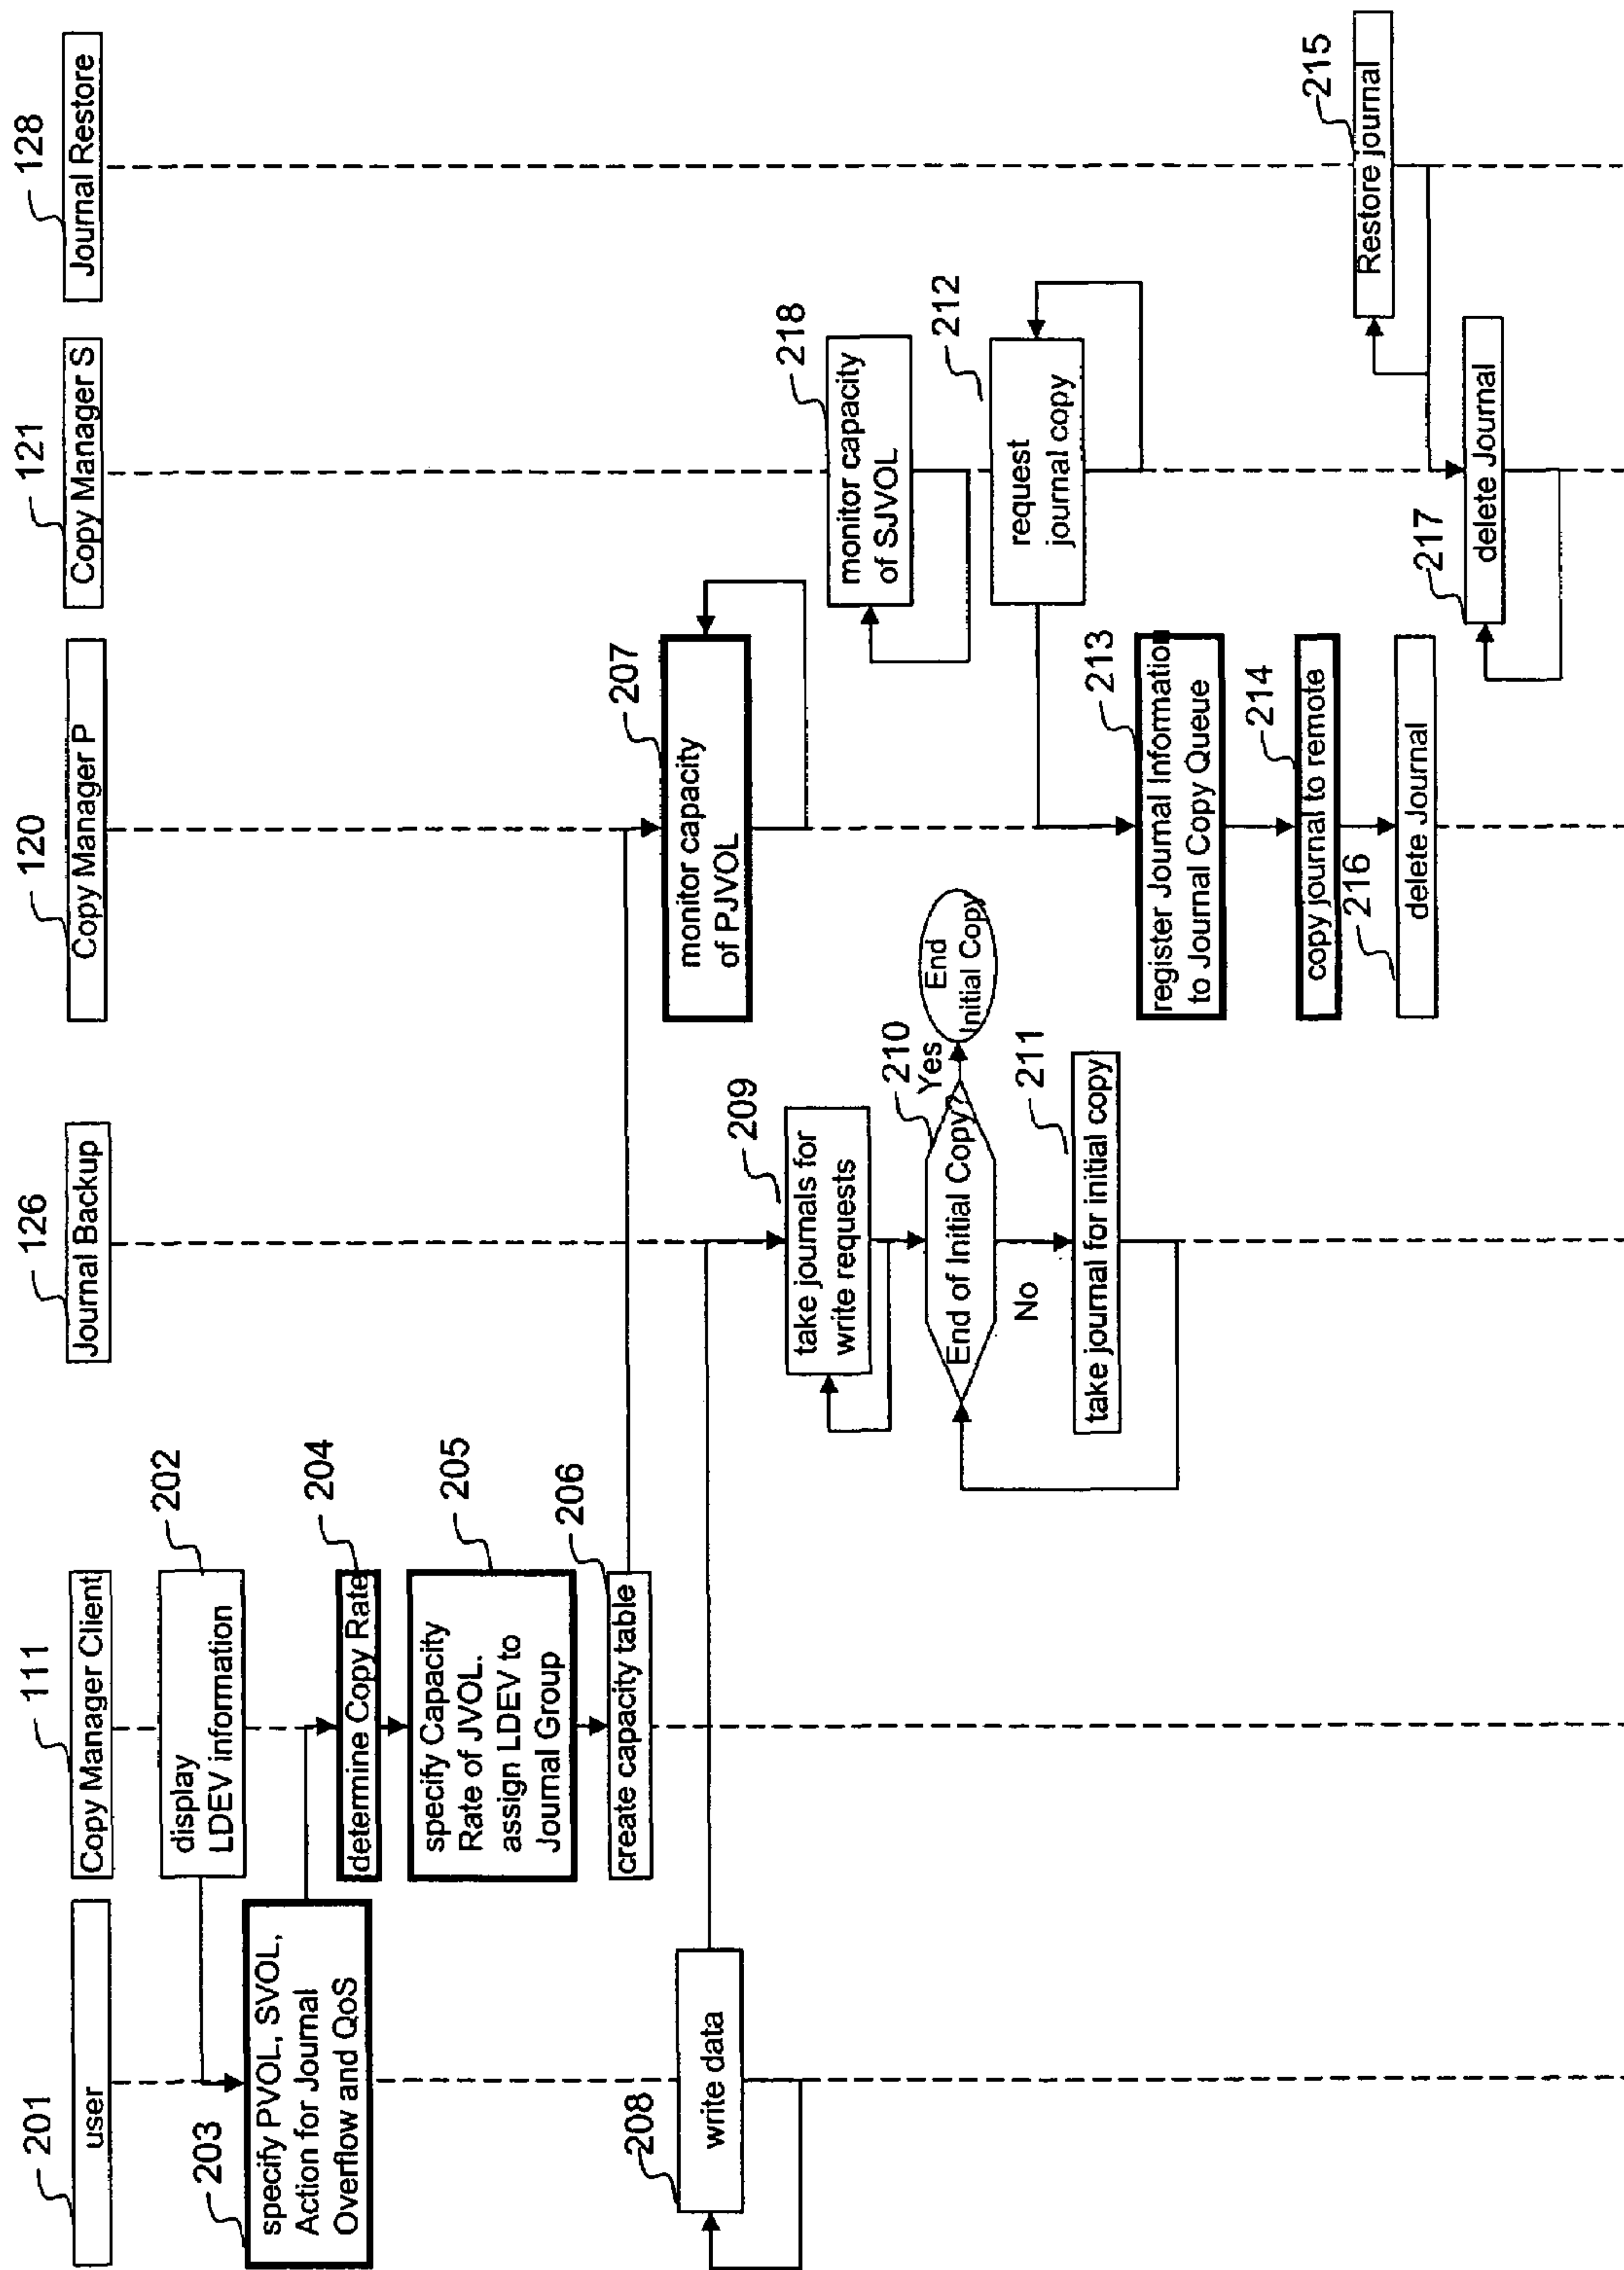 201
111
126
120
121
128
user
Copy Manager Client
Journal Backup
Copy Manager P
Copy Manager S
Journal Restore
202
display
LDEV information
203
specify PVOL, SVOL,
Action for Journal
Overflow and QoS
204
determine Copy Rate
205
specify Capacity
Rate of JVOL.
assign LDEV to
Journal Group
206
create capacity table
207
monitor capacity
of PJVOL
208
write data
209
take journals for
write requests
218
monitor capacity
of SJVOL
210
End of Initial Copy?
Yes
End
Initial Copy
No
211
take journal for initial copy
212
request
journal copy
213
register Journal Informatio
to Journal Copy Queue
214
copy journal to remote
215
Restore journal
216
delete Journal
217
delete Journal